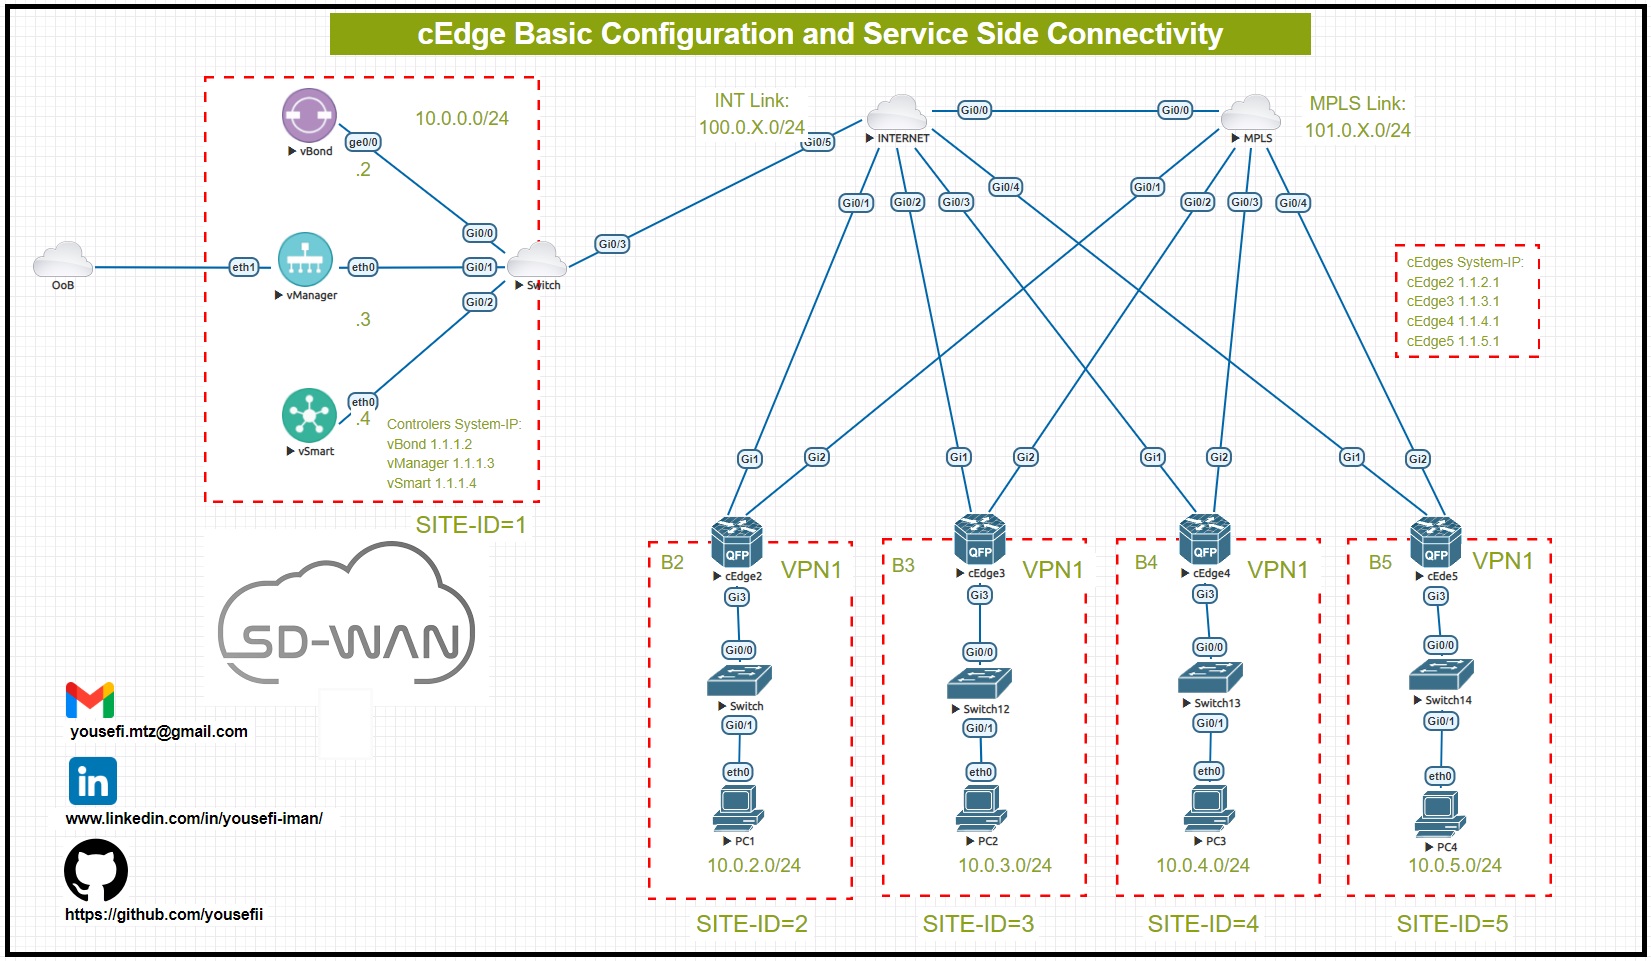 cEdge Basic Configuration and Service Side Connectivity
vBond
ge0/0
10.0.0.0/24
.2
Gi0/0
OoB
eth1
vManager
eth0
Gi0/1
Switch
Gi0/3
.3
Gi0/2
vSmart
eth0
.4
Controlers System-IP:
vBond 1.1.1.2
vManager 1.1.1.3
vSmart 1.1.1.4
SITE-ID=1
INT Link:
100.0.X.0/24
Gi0/5
INTERNET
Gi0/0
Gi0/0
MPLS
MPLS Link:
101.0.X.0/24
Gi0/1
Gi0/2
Gi0/3
Gi0/4
Gi0/1
Gi0/2
Gi0/3
Gi0/4
cEdges System-IP:
cEdge2 1.1.2.1
cEdge3 1.1.3.1
cEdge4 1.1.4.1
cEdge5 1.1.5.1
Gi1
Gi2
Gi1
Gi2
Gi1
Gi2
Gi1
Gi2
B2
QFP
cEdge2
VPN1
Gi3
Gi0/0
Switch
Gi0/1
eth0
PC1
10.0.2.0/24
SITE-ID=2
B3
QFP
cEdge3
VPN1
Gi3
Gi0/0
Switch12
Gi0/1
eth0
PC2
10.0.3.0/24
SITE-ID=3
B4
QFP
cEdge4
VPN1
Gi3
Gi0/0
Switch13
Gi0/1
eth0
PC3
10.0.4.0/24
SITE-ID=4
B5
QFP
cEde5
VPN1
Gi3
Gi0/0
Switch14
Gi0/1
eth0
PC4
10.0.5.0/24
SITE-ID=5
SD-WAN
yousefi.mtz@gmail.com
in
www.linkedin.com/in/yousefi-iman/
https://github.com/yousefii